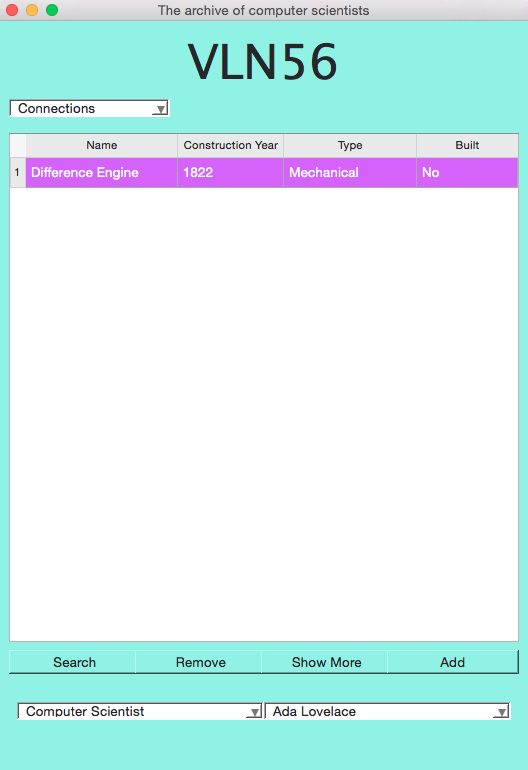 The archive of computer scientists
VLN56
Connections
Name Construction Year Type Built
1 Difference Engine 1822 Mechanical No
Search Remove Show More Add
Computer Scientist Ada Lovelace